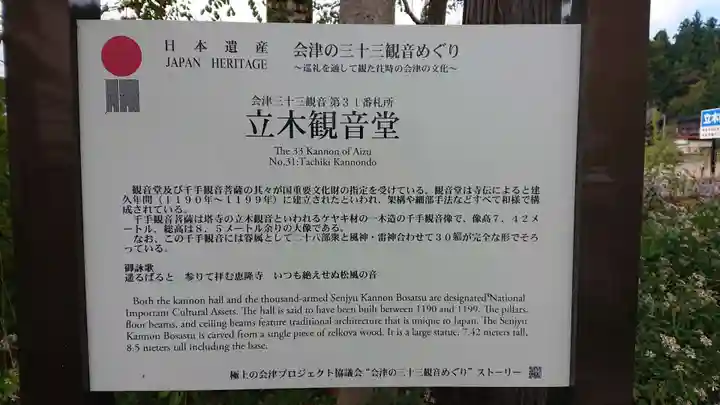 日本遺産
JAPAN HERITAGE
会津の三十三観音めぐり
～巡礼を通して観た往時の会津の文化～
会津三十三観音 第３１番札所
立木観音堂
The 33 Kannon of Aizu
No,31:Tachiki Kannondo
観音堂及び千手観音菩薩の其々が国重要文化財の指定を受けている。観音堂は寺伝によると建
久年間（１１９０年～１１９９年）に建立されたといわれ、架構や細部手法などすべて和様で構
成されている。
千手観音菩薩は塔寺の立木観音といわれるケヤキ材の一木造の千手観音像で、像高７．４２メ
ートル、総高は８．５メートル余りの大像である。
なお、この千手観音には眷属として二十八部衆と風神・雷神合わせて３０軀が完全な形でそろ
っている。
御詠歌
遥るばると 参りて拝む恵隆寺 いつも絶えせぬ松風の音
Both the kannon hall and the thousand-armed Senjyu Kannon Bosatsu are designated National
Important Cultural Assets. The hall is said to have been built between 1190 and 1199. The pillars,
floor beams, and ceiling beams feature traditional architecture that is unique to Japan. The Senjyu
Kannon Bosatsu is carved from a single piece of zelkova wood. It is a large statue, 7.42 meters tall,
8.5 meters tall including the base.
極上の会津プロジェクト協議会“会津の三十三観音めぐり”ストーリー
立木